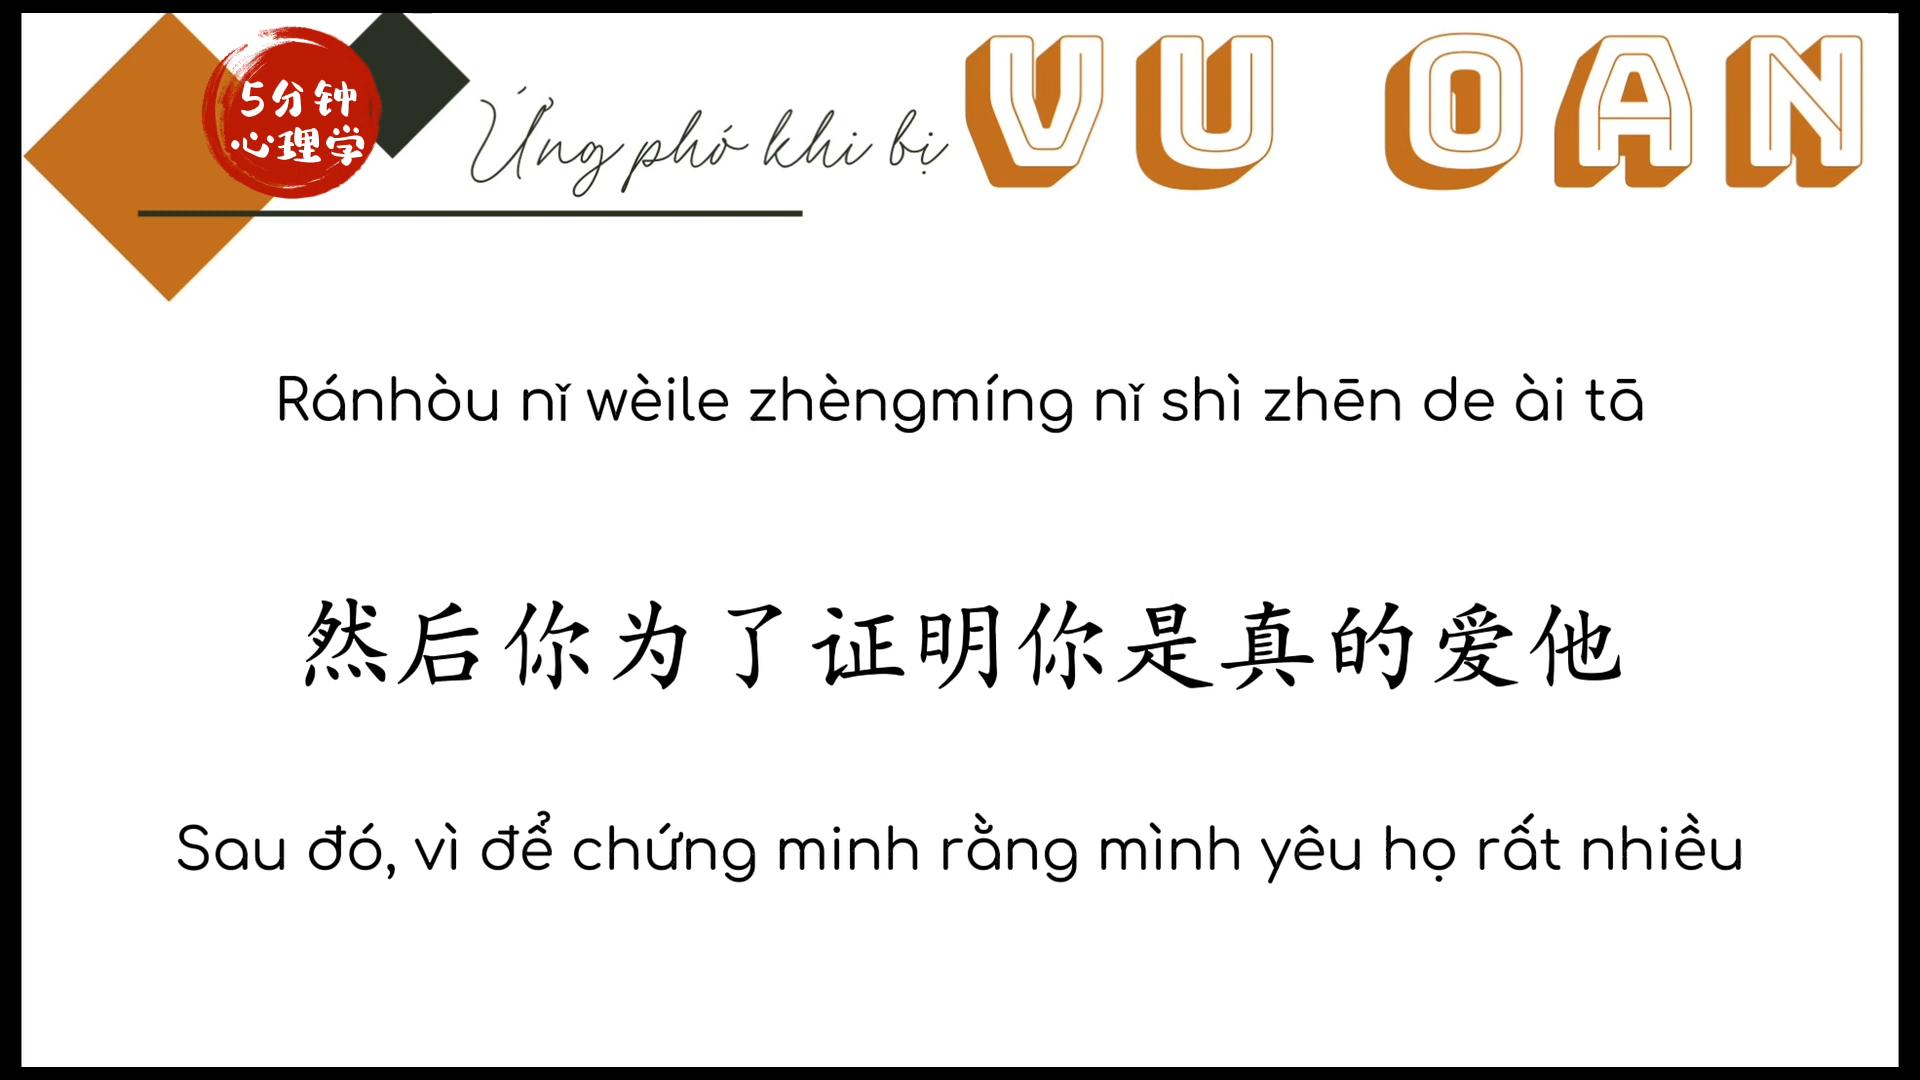 5分钟
心理学
Ứng phó khi bị VU OAN
Ránhòu nǐ wèile zhèngmíng nǐ shì zhēn de ài tā
然后你为了证明你是真的爱他
Sau đó, vì để chứng minh rằng mình yêu họ rất nhiều